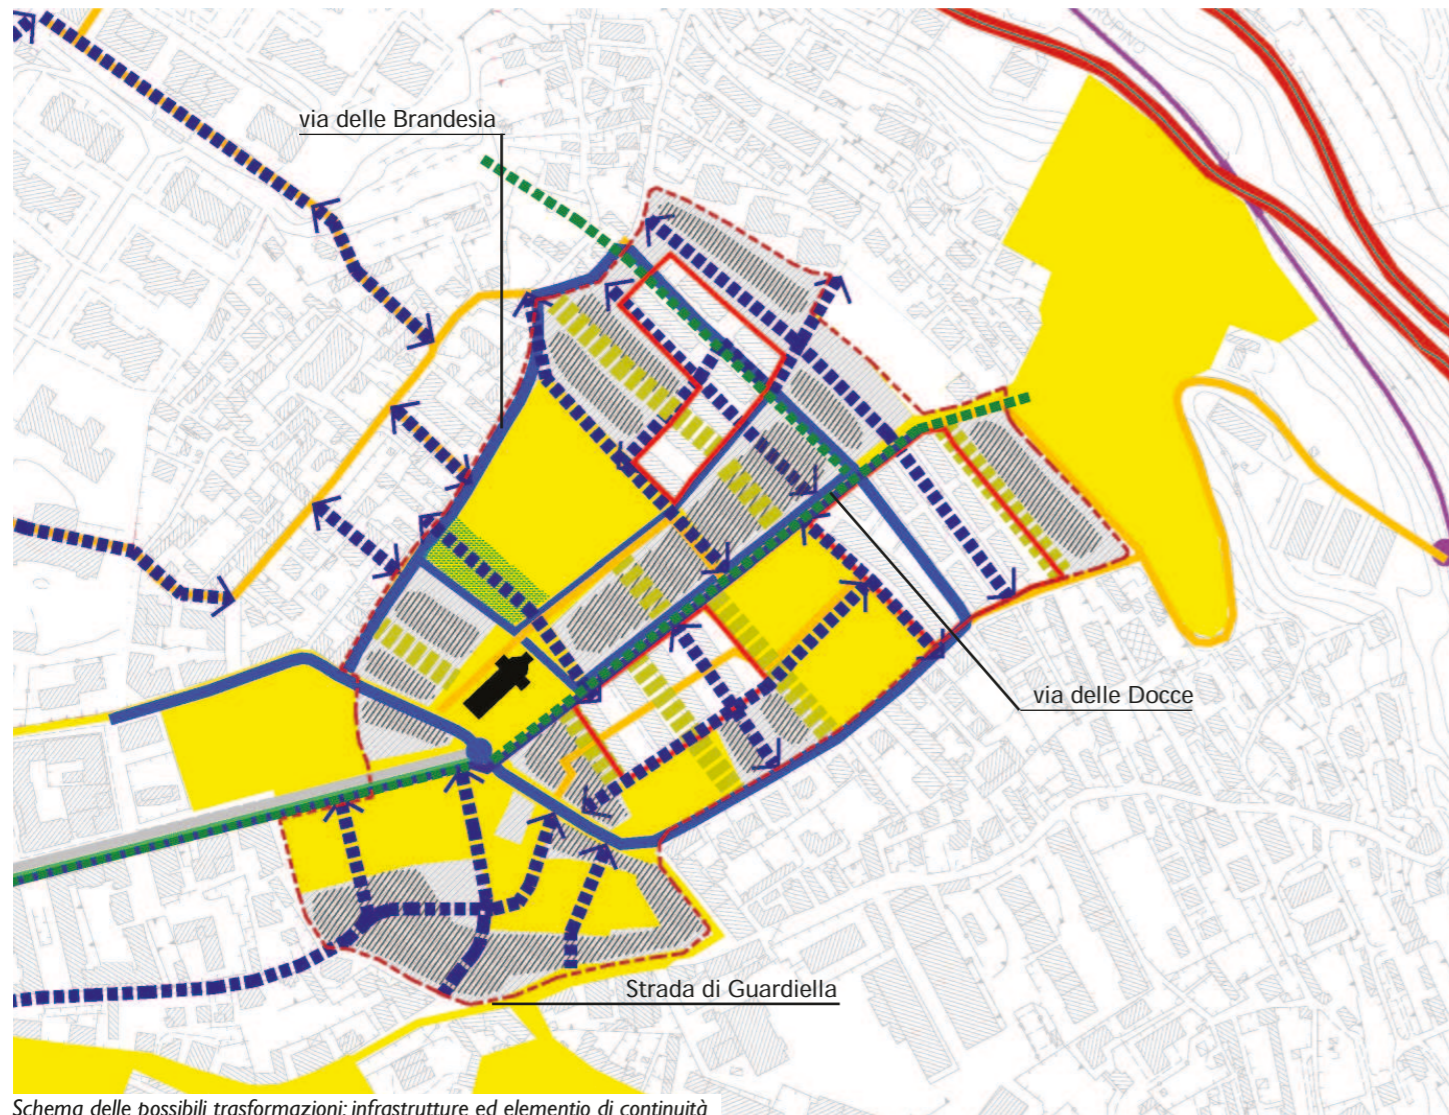 via delle Brandesia
via delle Docce
Strada di Guardiella
Schema delle possibili trasformazioni: infrastrutture ed elementio di continuità